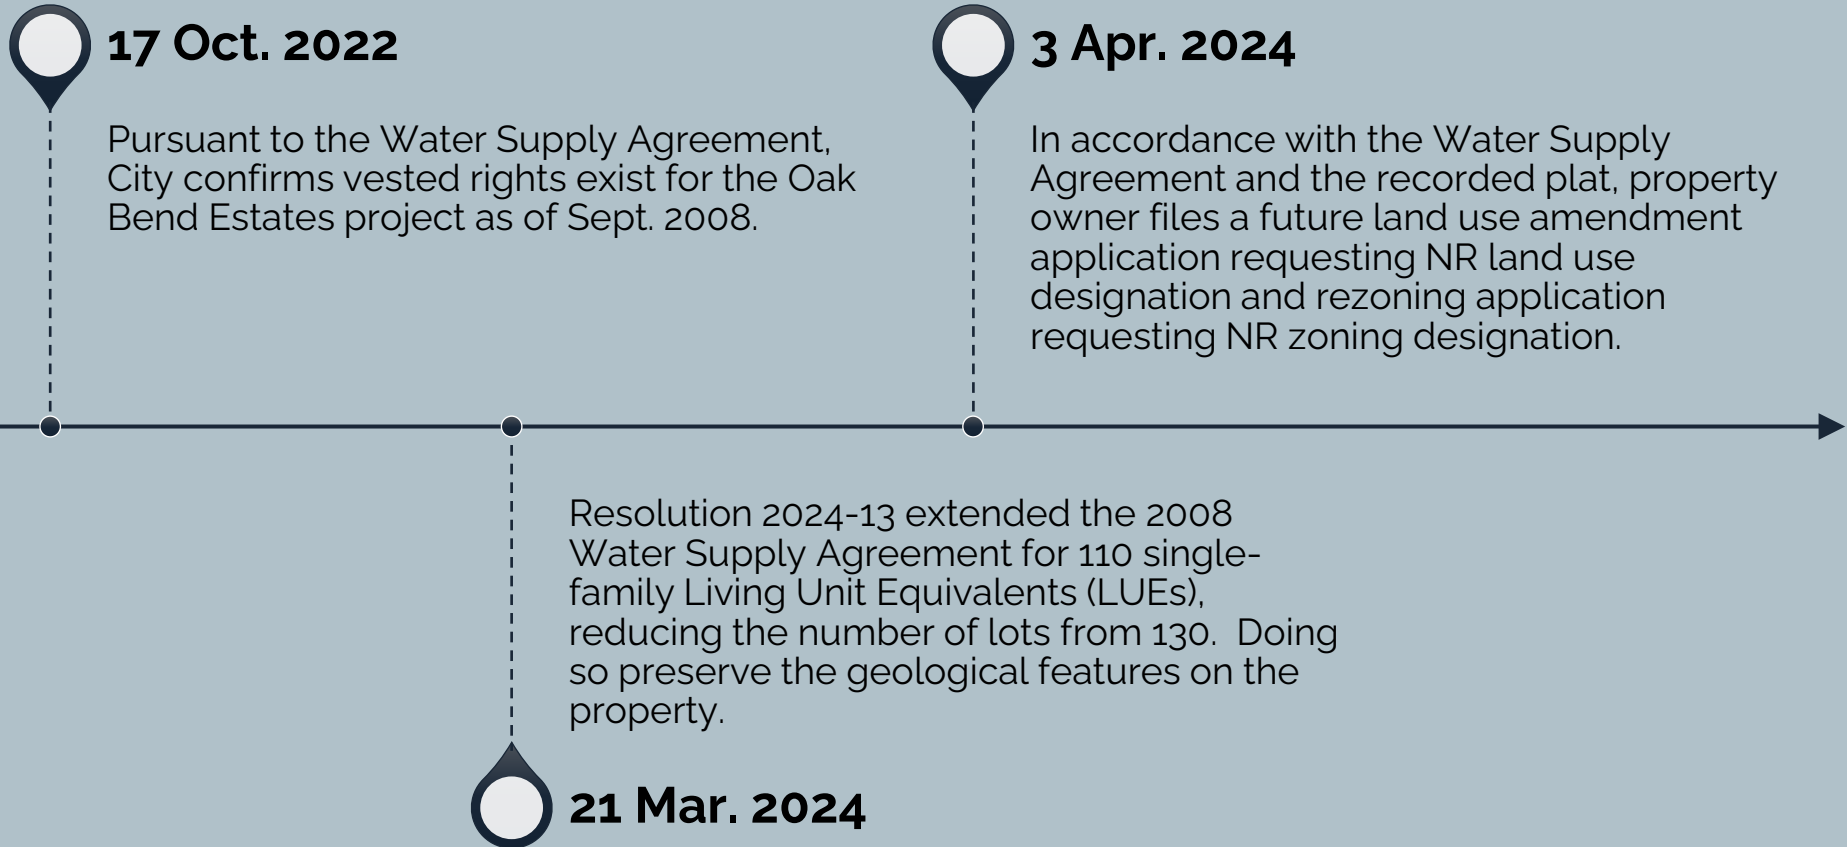 17 Oct. 2022
Pursuant to the Water Supply Agreement,
City confirms vested rights exist for the Oak
Bend Estates project as of Sept. 2008.
3 Apr. 2024
In accordance with the Water Supply
Agreement and the recorded plat, property
owner files a future land use amendment
application requesting NR land use
designation and rezoning application
requesting NR zoning designation.
Resolution 2024-13 extended the 2008
Water Supply Agreement for 110 single-
family Living Unit Equivalents (LUEs),
reducing the number of lots from 130.  Doing
so preserve the geological features on the
property.
21 Mar. 2024